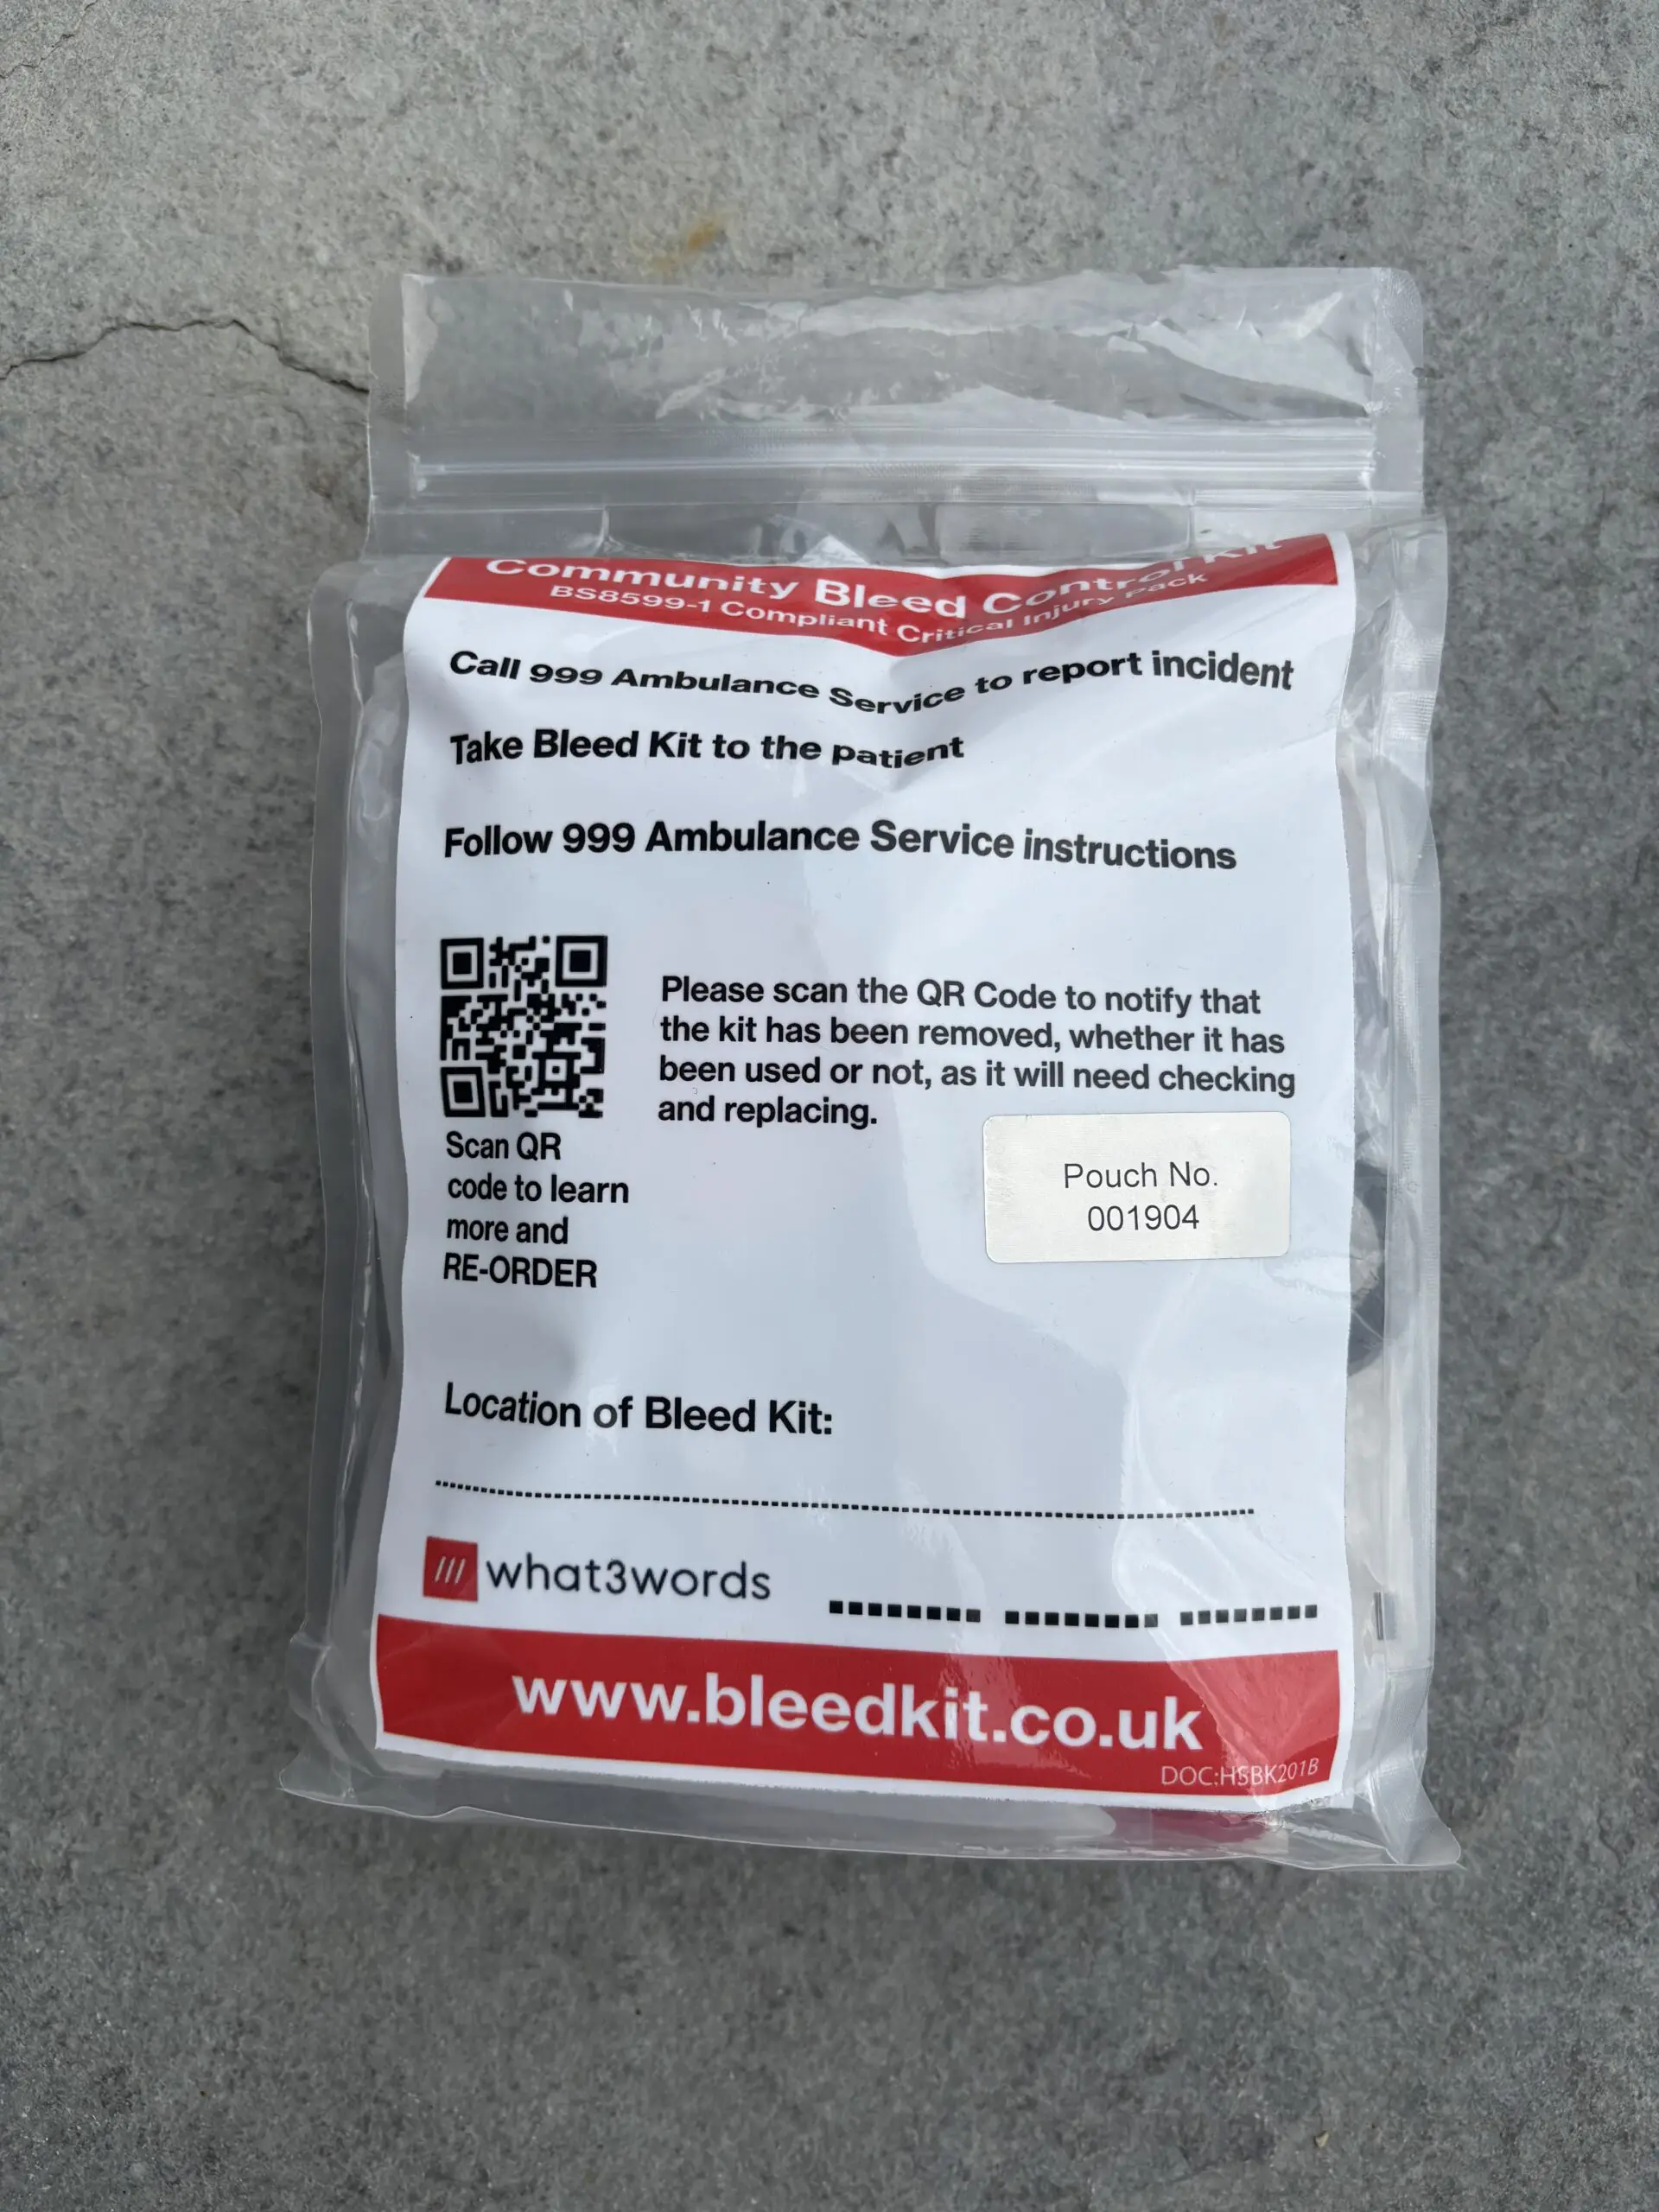 Community Bleed Control Kit
BS8599-1 Compliant Critical Injury Pack
Call 999 Ambulance Service to report incident
Take Bleed Kit to the patient
Follow 999 Ambulance Service instructions
Please scan the QR Code to notify that
the kit has been removed, whether it has
been used or not, as it will need checking
and replacing.
Scan QR
code to learn
more and
RE-ORDER
Pouch No.
001904
Location of Bleed Kit:
/// what3words
www.bleedkit.co.uk
DOC:HSBK201B